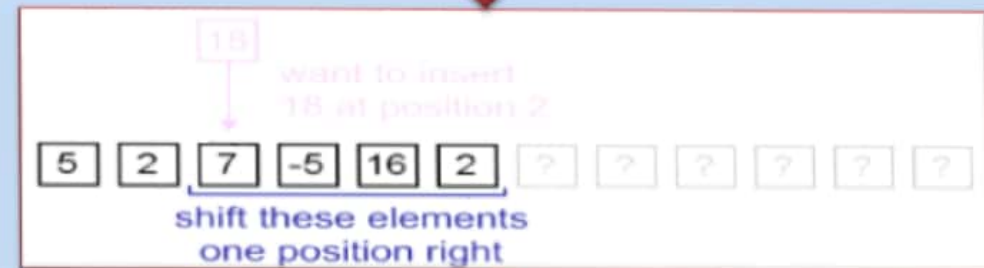 18
want to insert
18 at position 2
5 2 7 -5 16 2 ? ? ? ? ? ?
shift these elements
one position right